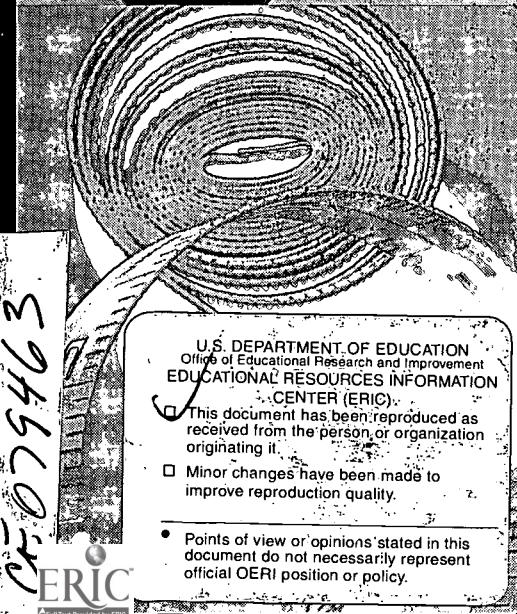 U.S. DEPARTMENT OF EDUCATION
Office of Educational Research and Improvement
EDUCATIONAL RESOURCES INFORMATION
CENTER (ERIC)
☐ This document has been reproduced as
received from the person or organization
originating it.
☐ Minor changes have been made to
improve reproduction quality.
• Points of view or opinions stated in this
document do not necessarily represent
official OERI position or policy.
079463
ERIC